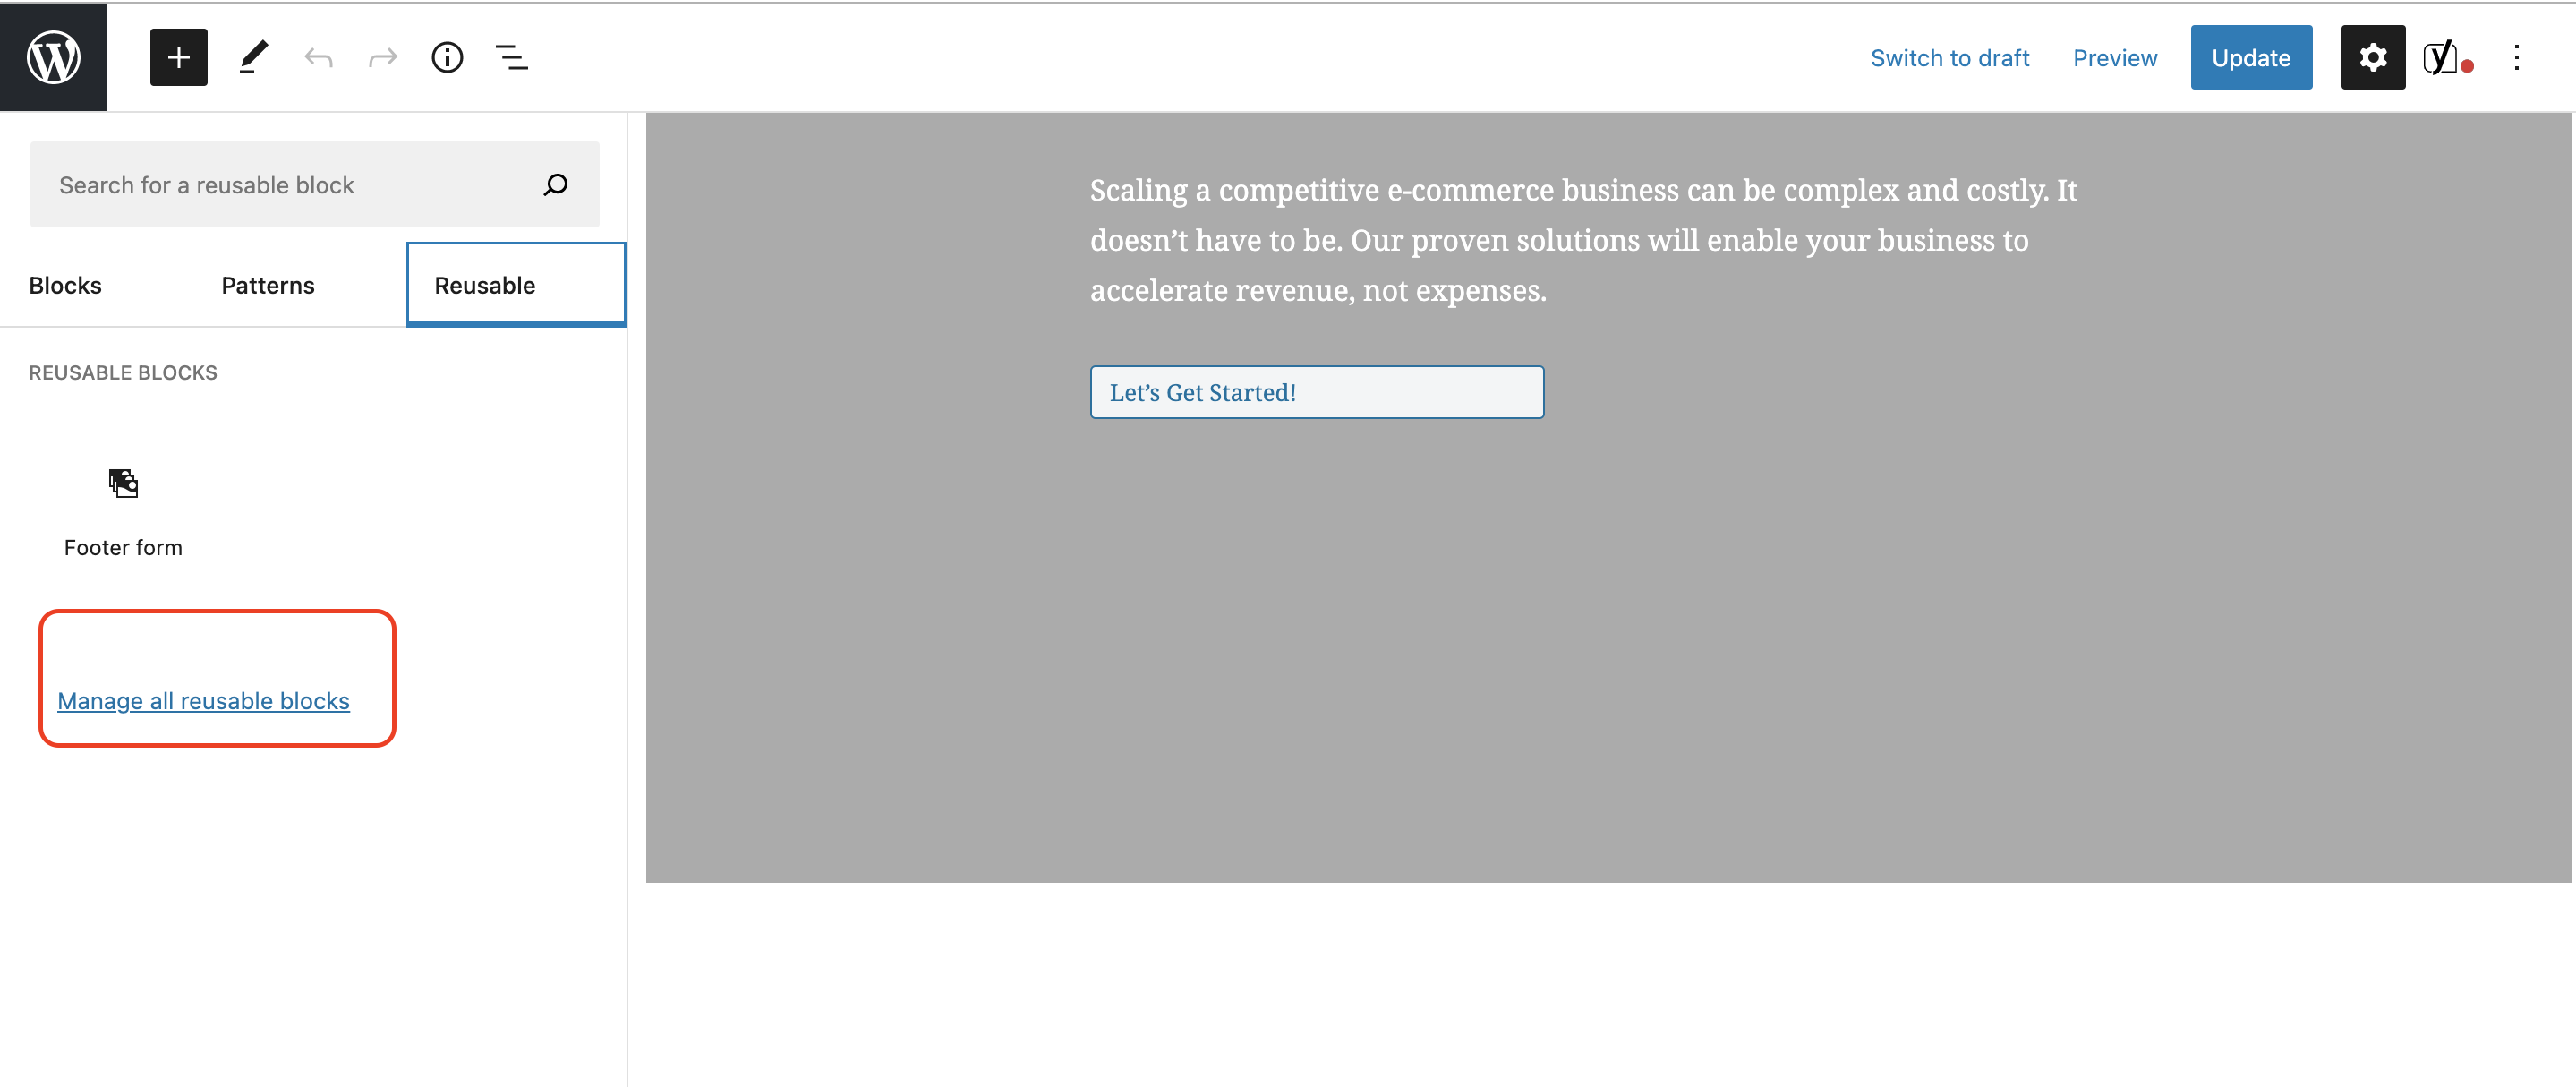 Switch to draft
Preview
Update
Search for a reusable block
Blocks
Patterns
Reusable
REUSABLE BLOCKS
Footer form
Manage all reusable blocks
Scaling a competitive e-commerce business can be complex and costly. It
doesn’t have to be. Our proven solutions will enable your business to
accelerate revenue, not expenses.
Let’s Get Started!